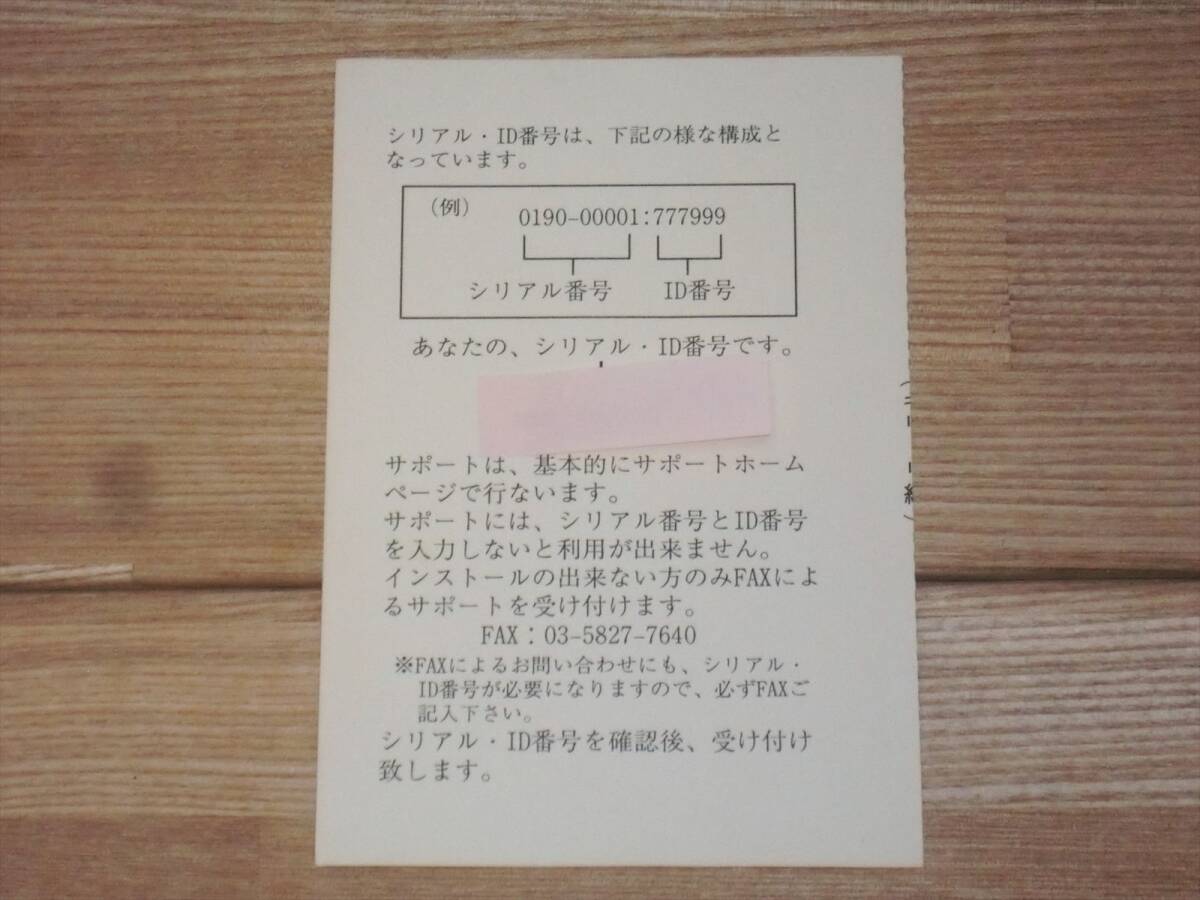 シリアル・ID番号は、下記の様な構成と
なっています。
（例）
0190-00001:777999
シリアル番号 ID番号
あなたの、シリアル・ID番号です。
サポートは、基本的にサポートホーム
ページで行ないます。
サポートには、シリアル番号とID番号
を入力しないと利用が出来ません。
インストールの出来ない方のみFAXによ
るサポートを受け付けます。
FAX：03-5827-7640
※FAXによるお問い合わせにも、シリアル・
ID番号が必要になりますので、必ずFAXご
記入下さい。
シリアル・ID番号を確認後、受け付け
致します。